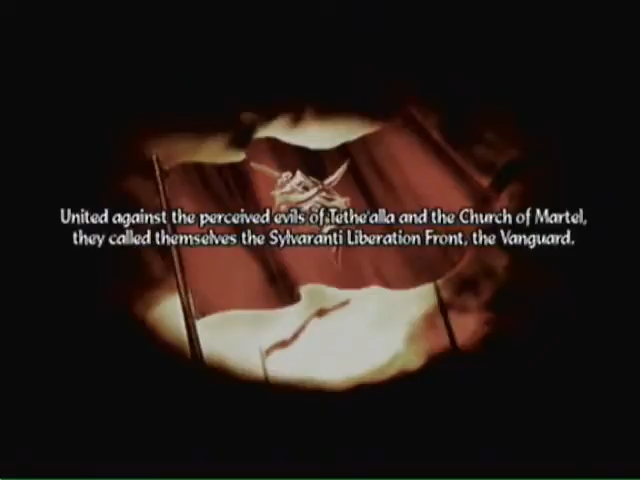 United against the perceived evils of Tethe'alla and the Church of Martel,
they called themselves the Sylvaranti Liberation Front, the Vanguard.